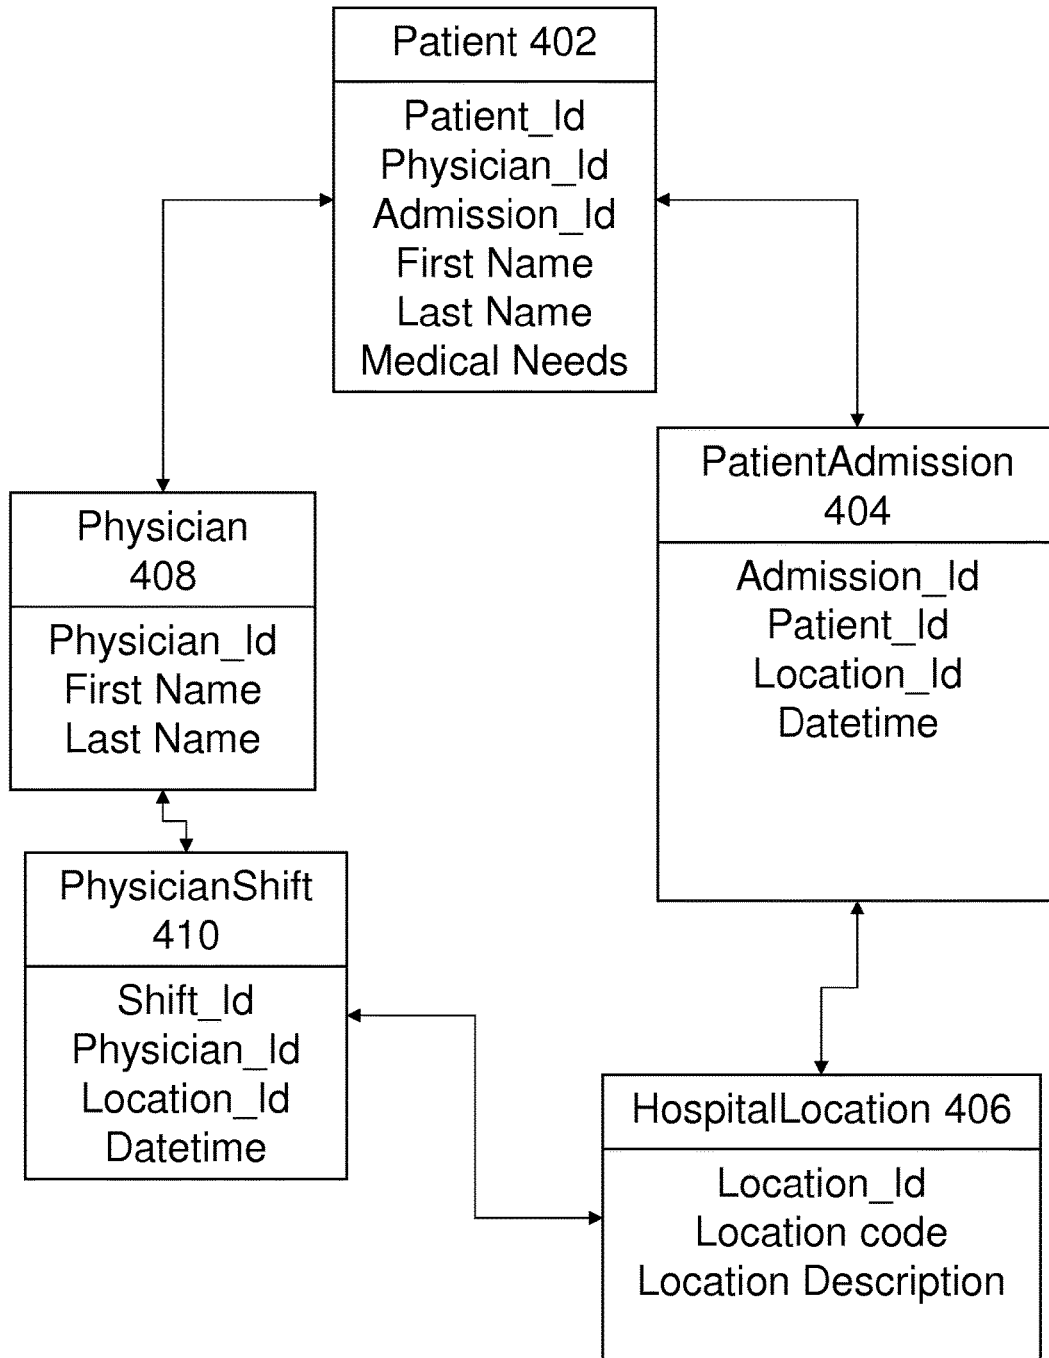 Patient 402
Patient_Id
Physician_Id
Admission_Id
First Name
Last Name
Medical Needs
PatientAdmission
404
Admission_Id
Patient_Id
Location_Id
Datetime
Physician
408
Physician_Id
First Name
Last Name
PhysicianShift
410
Shift_Id
Physician_Id
Location_Id
Datetime
HospitalLocation 406
Location_Id
Location code
Location Description